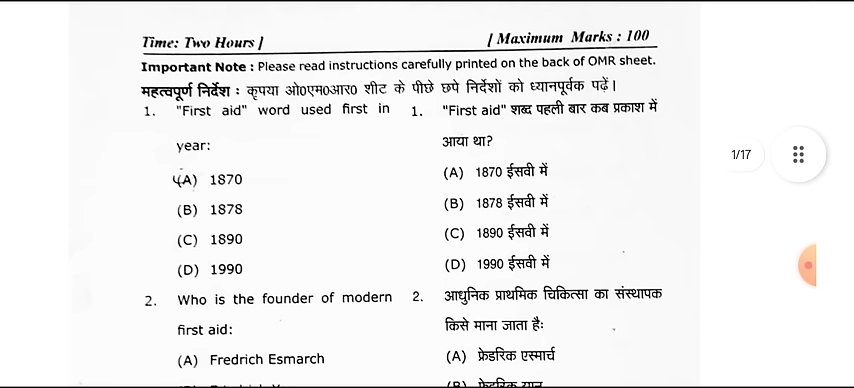 Time: Two Hours ]
[ Maximum Marks : 100
Important Note : Please read instructions carefully printed on the back of OMR sheet.
महत्वपूर्ण निर्देश : कृपया ओ0एम0आर0 शीट के पीछे छपे निर्देशों को ध्यानपूर्वक पढ़ें।
1. "First aid" word used first in
year:
(A) 1870
(B) 1878
(C) 1890
(D) 1990
2. Who is the founder of modern
first aid:
(A) Fredrich Esmarch
1. "First aid" शब्द पहली बार कब प्रकाश में
आया था?
(A) 1870 ईसवी में
(B) 1878 ईसवी में
(C) 1890 ईसवी में
(D) 1990 ईसवी में
2. आधुनिक प्राथमिक चिकित्सा का संस्थापक
किसे माना जाता है:
(A) फ्रेडरिक एस्मार्च
1/17